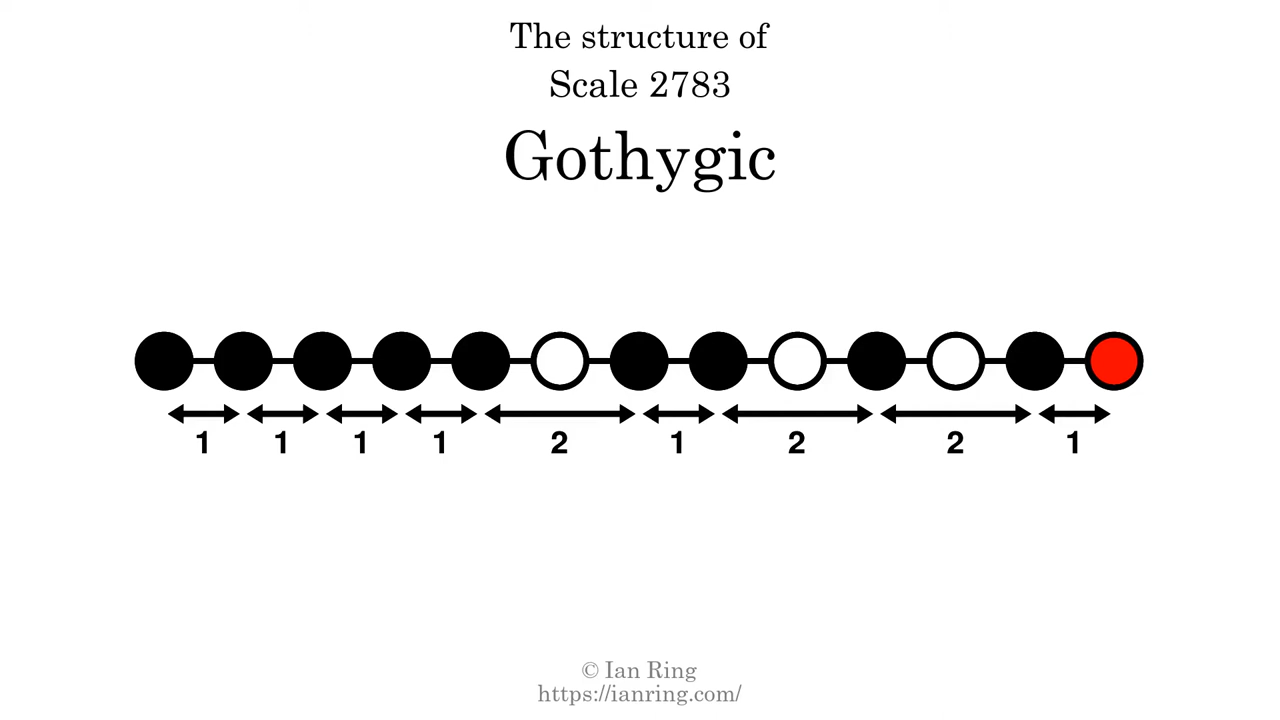 The structure of
Scale 2783
Gothygic
1 1 1 1 2 1 2 2 1
© Ian Ring
https://ianring.com/